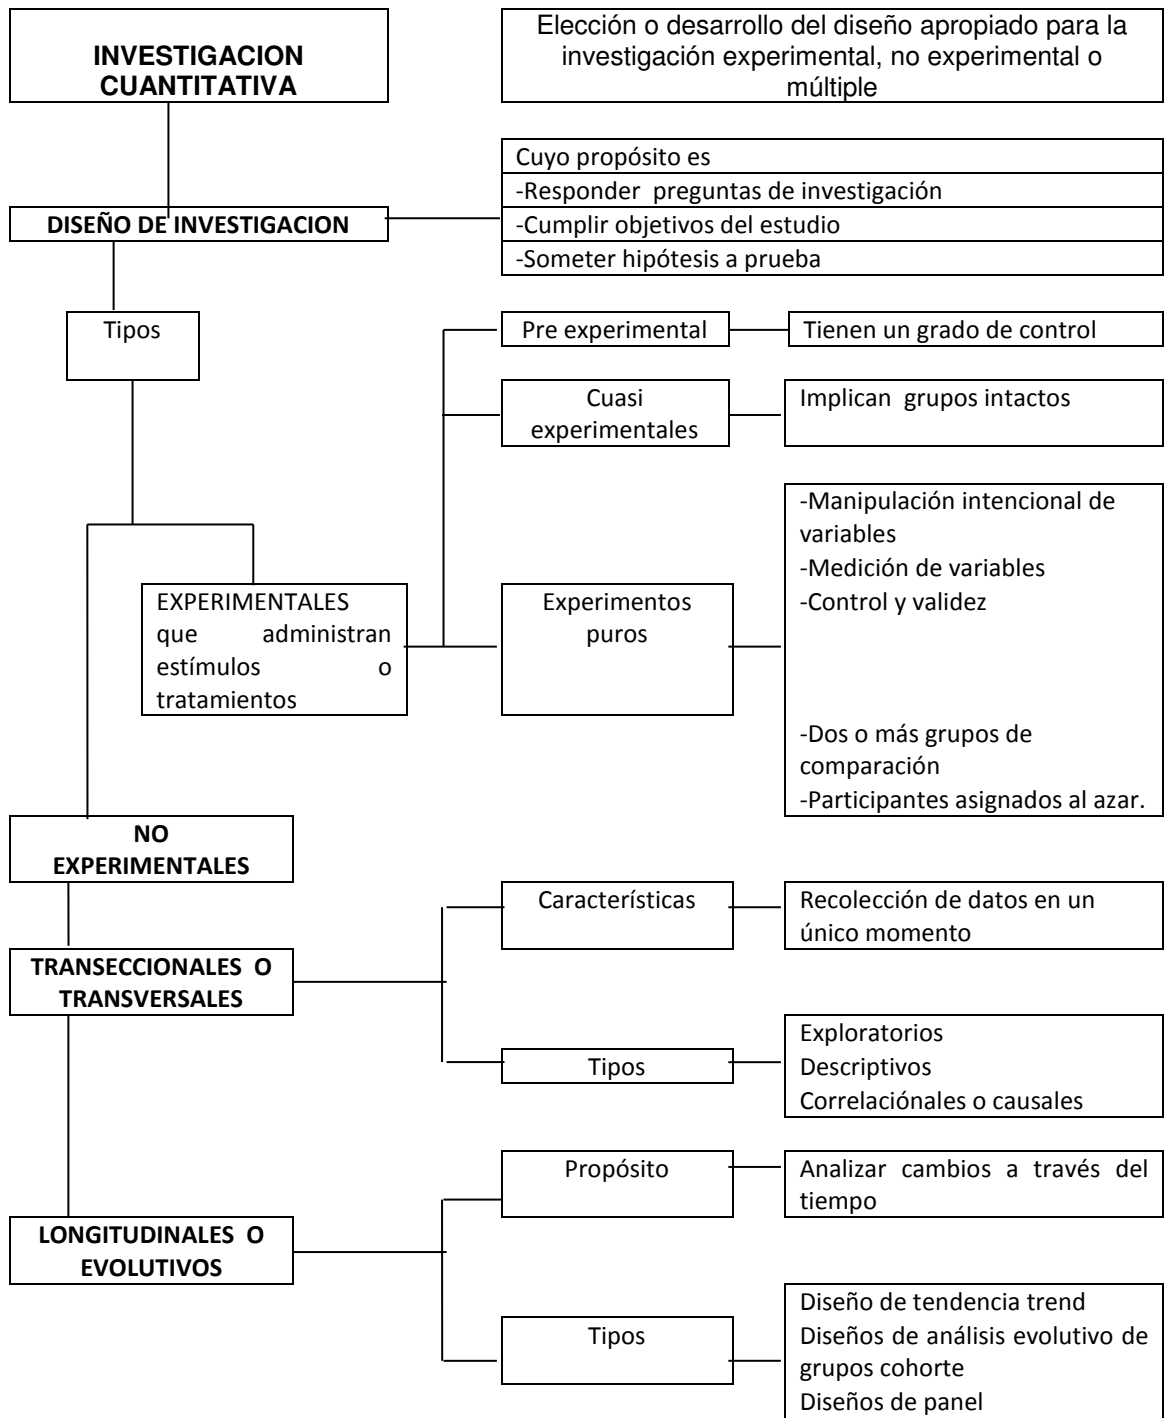 INVESTIGACION
CUANTITATIVA
Elección o desarrollo del diseño apropiado para la
investigación experimental, no experimental o
múltiple
Cuyo propósito es
-Responder preguntas de investigación
DISEÑO DE INVESTIGACION
-Cumplir objetivos del estudio
-Someter hipótesis a prueba
Tipos
Pre experimental
Tienen un grado de control
Cuasi
experimentales
Implican grupos intactos
EXPERIMENTALES
que administran
estímulos o
tratamientos
Experimentos
puros
-Manipulación intencional de
variables
-Medición de variables
-Control y validez
-Dos o más grupos de
comparación
-Participantes asignados al azar.
NO
EXPERIMENTALES
TRANSECCIONALES O
TRANSVERSALES
Característícas
Recolección de datos en un
único momento
Tipos
Exploratorios
Descriptivos
Correlaciónales o causales
LONGITUDINALES O
EVOLUTIVOS
Propósito
Analizar cambios a través del
tiempo
Tipos
Diseño de tendencia trend
Diseños de análisis evolutivo de
grupos cohorte
Diseños de panel